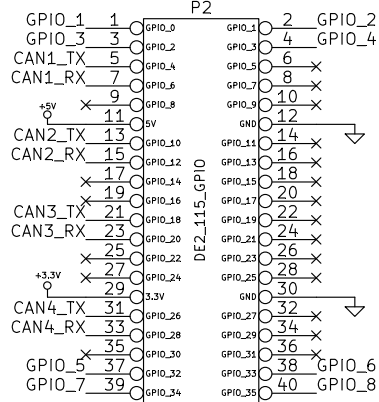 P2
GPIO_1 1 GPIO_0 GPIO_1 2 GPIO_2
GPIO_3 3 GPIO_2 GPIO_3 4 GPIO_4
CAN1_TX 5 GPIO_4 GPIO_5 6
CAN1_RX 7 GPIO_6 GPIO_7 8
9 GPIO_8 GPIO_9 10
+5V 11 5V GND 12
CAN2_TX 13 GPIO_10 GPIO_11 14
CAN2_RX 15 GPIO_12 GPIO_13 16
17 GPIO_14 GPIO_15 18
19 GPIO_16 GPIO_17 20
CAN3_TX 21 GPIO_18 GPIO_19 22
CAN3_RX 23 GPIO_20 GPIO_21 24
25 GPIO_22 GPIO_23 26
27 GPIO_24 GPIO_25 28
+3.3V 29 3.3V GND 30
CAN4_TX 31 GPIO_26 GPIO_27 32
CAN4_RX 33 GPIO_28 GPIO_29 34
35 GPIO_30 GPIO_31 36
GPIO_5 37 GPIO_32 GPIO_33 38 GPIO_6
GPIO_7 39 GPIO_34 GPIO_35 40 GPIO_8
DE2_115_GPIO